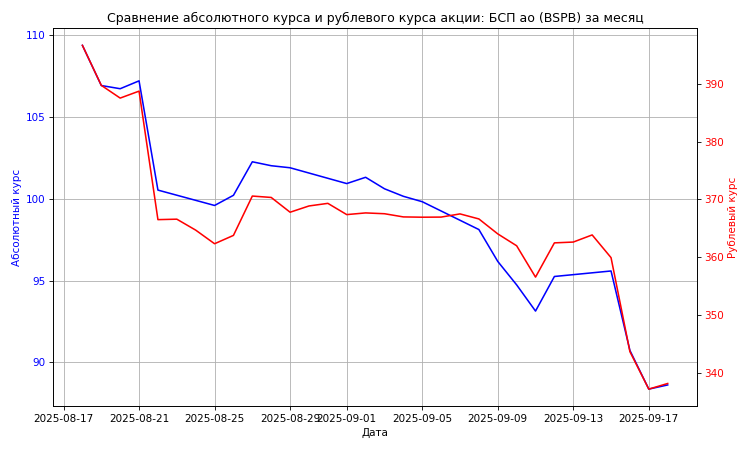 Сравнение абсолютного курса и рублевого курса акции: БСП ао (BSPB) за месяц
110
105
100
95
90
Абсолютный курс
390
380
370
360
350
340
Рублевый курс
2025-08-17 2025-08-21 2025-08-25 2025-08-29 2025-09-01 2025-09-05 2025-09-09 2025-09-13 2025-09-17
Дата